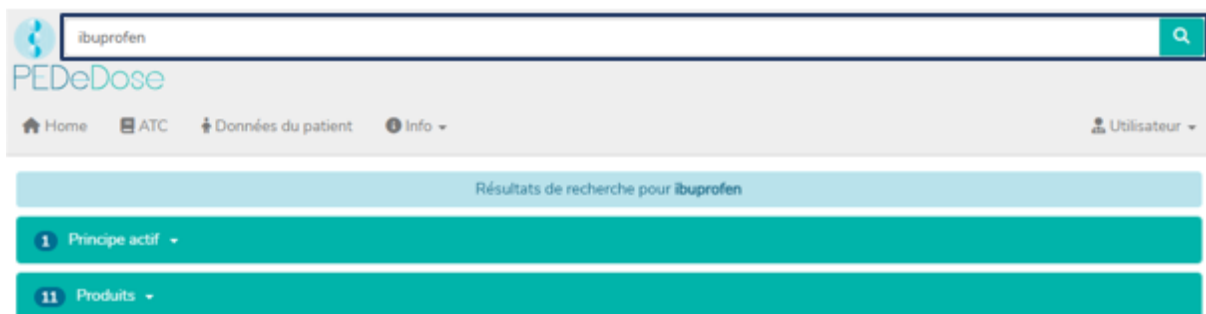 ibuprofen
PEDeDose
Home ATC Données du patient Info Utilisateur
Résultats de recherche pour ibuprofen
1 Principe actif
11 Produits